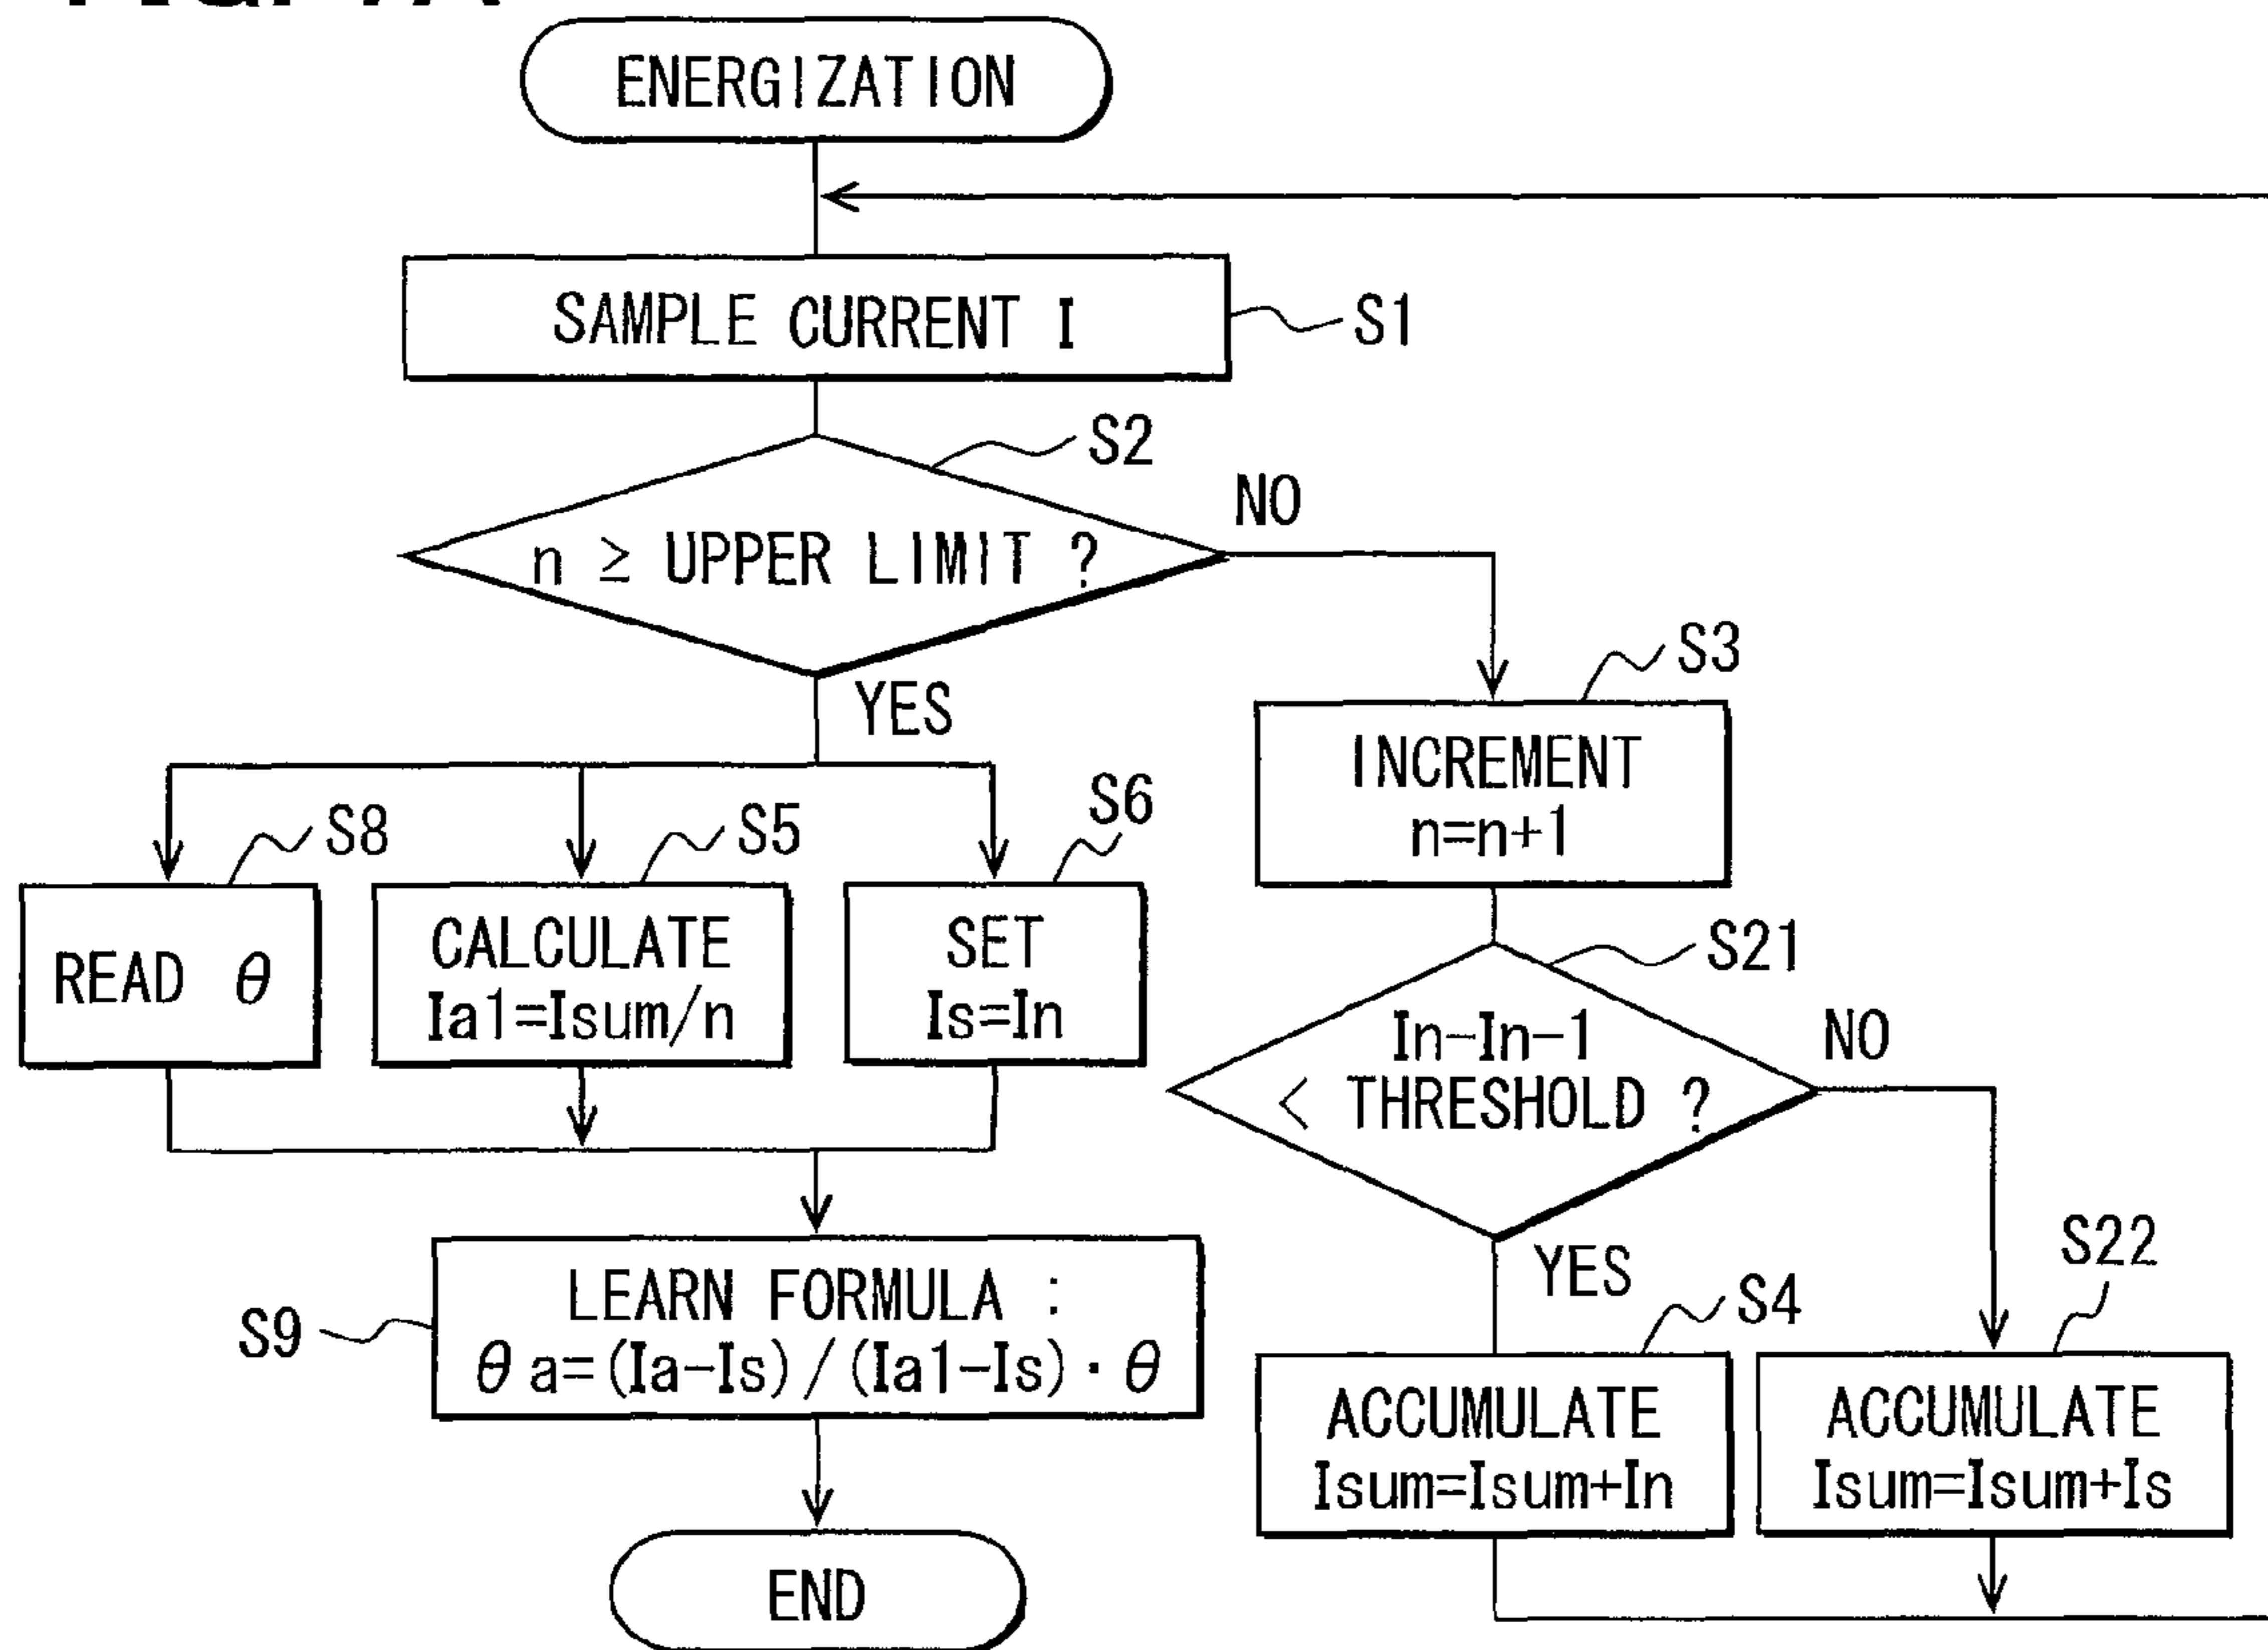 ENERGIZATION
SAMPLE CURRENT I
S1
S2
n ≥ UPPER LIMIT ?
NO
YES
S3
INCREMENT
n=n+1
S8
READ θ
S5
CALCULATE
Ia1=Isum/n
S6
SET
Is=In
S21
In-In-1
< THRESHOLD ?
NO
YES
S9
LEARN FORMULA :
θa=(Ia-Is)/(Ia1-Is)·θ
S4
ACCUMULATE
Isum=Isum+In
S22
ACCUMULATE
Isum=Isum+Is
END